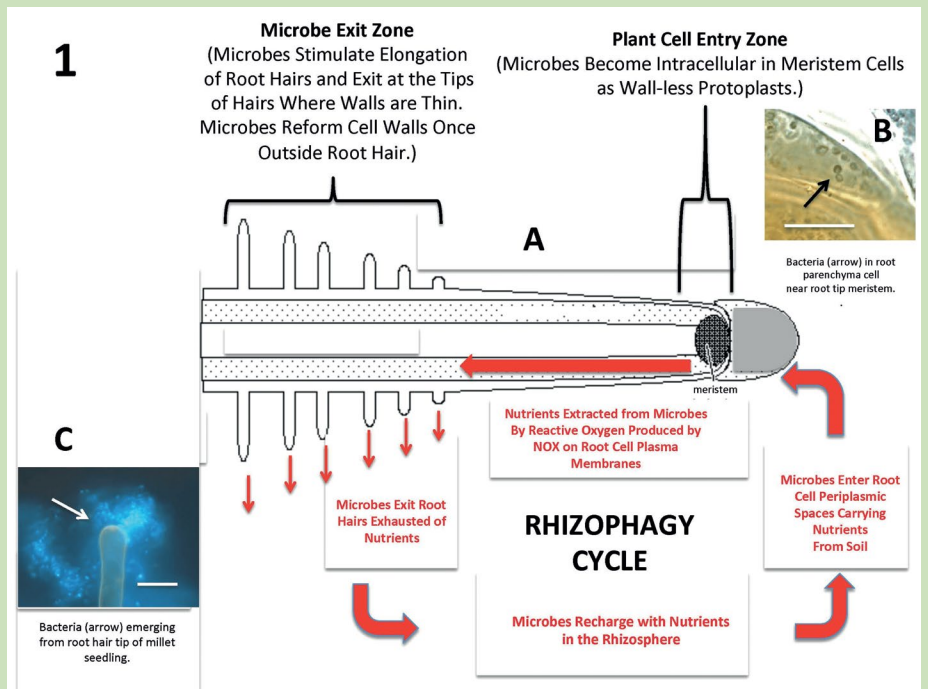 1
Microbe Exit Zone
(Microbes Stimulate Elongation
of Root Hairs and Exit at the Tips
of Hairs Where Walls are Thin.
Microbes Reform Cell Walls Once
Outside Root Hair.)
Plant Cell Entry Zone
(Microbes Become Intracellular in Meristem Cells
as Wall-less Protoplasts.)
B
Bacteria (arrow) in root
parenchyma cell
near root tip meristem.
A
meristem
Nutrients Extracted from Microbes
By Reactive Oxygen Produced by
NOX on Root Cell Plasma
Membranes
C
Bacteria (arrow) emerging
from root hair tip of millet
seedling.
Microbes Exit Root
Hairs Exhausted of
Nutrients
RHIZOPHAGY
CYCLE
Microbes Enter Root
Cell Periplasmic
Spaces Carrying
Nutrients
From Soil
Microbes Recharge with Nutrients
in the Rhizosphere